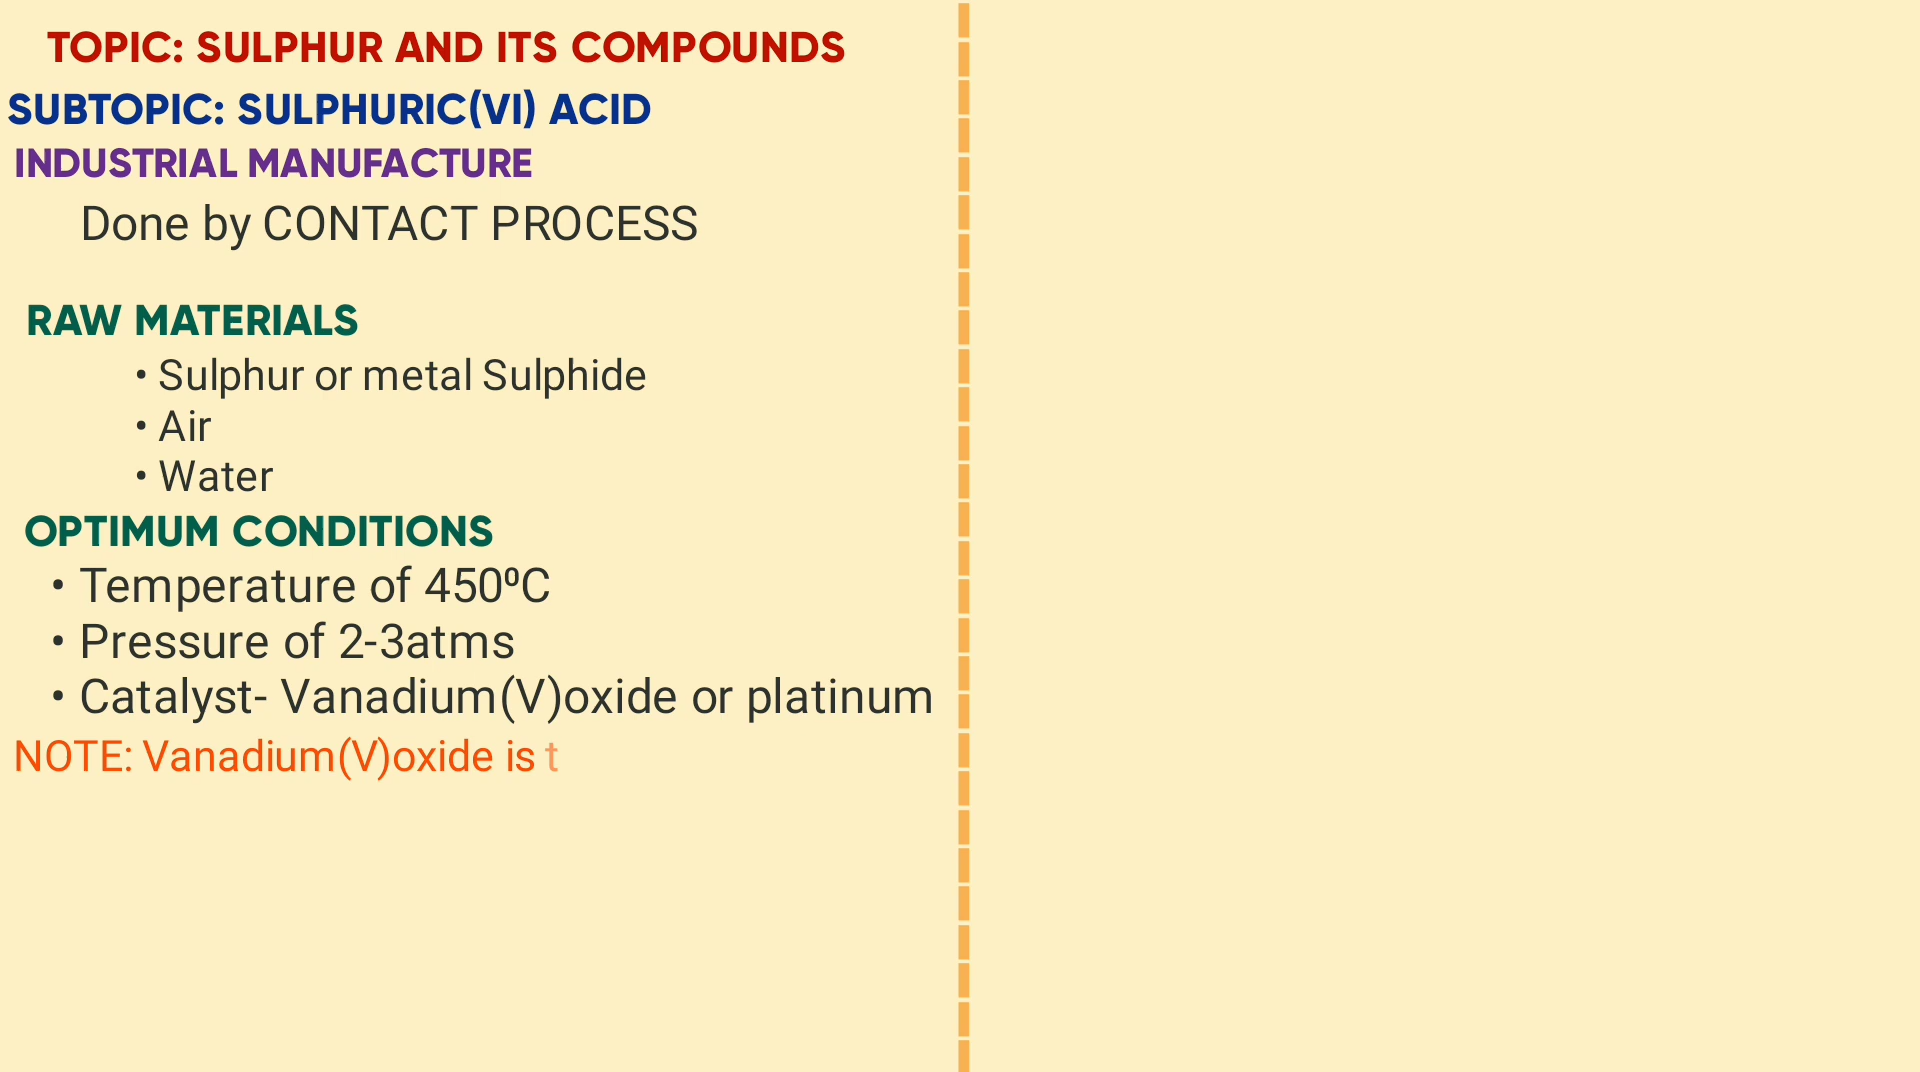 TOPIC: SULPHUR AND ITS COMPOUNDS
SUBTOPIC: SULPHURIC(VI) ACID
INDUSTRIAL MANUFACTURE
Done by CONTACT PROCESS
RAW MATERIALS
• Sulphur or metal Sulphide
• Air
• Water
OPTIMUM CONDITIONS
• Temperature of 450⁰C
• Pressure of 2-3atms
• Catalyst- Vanadium(V)oxide or platinum
NOTE: Vanadium(V)oxide is t